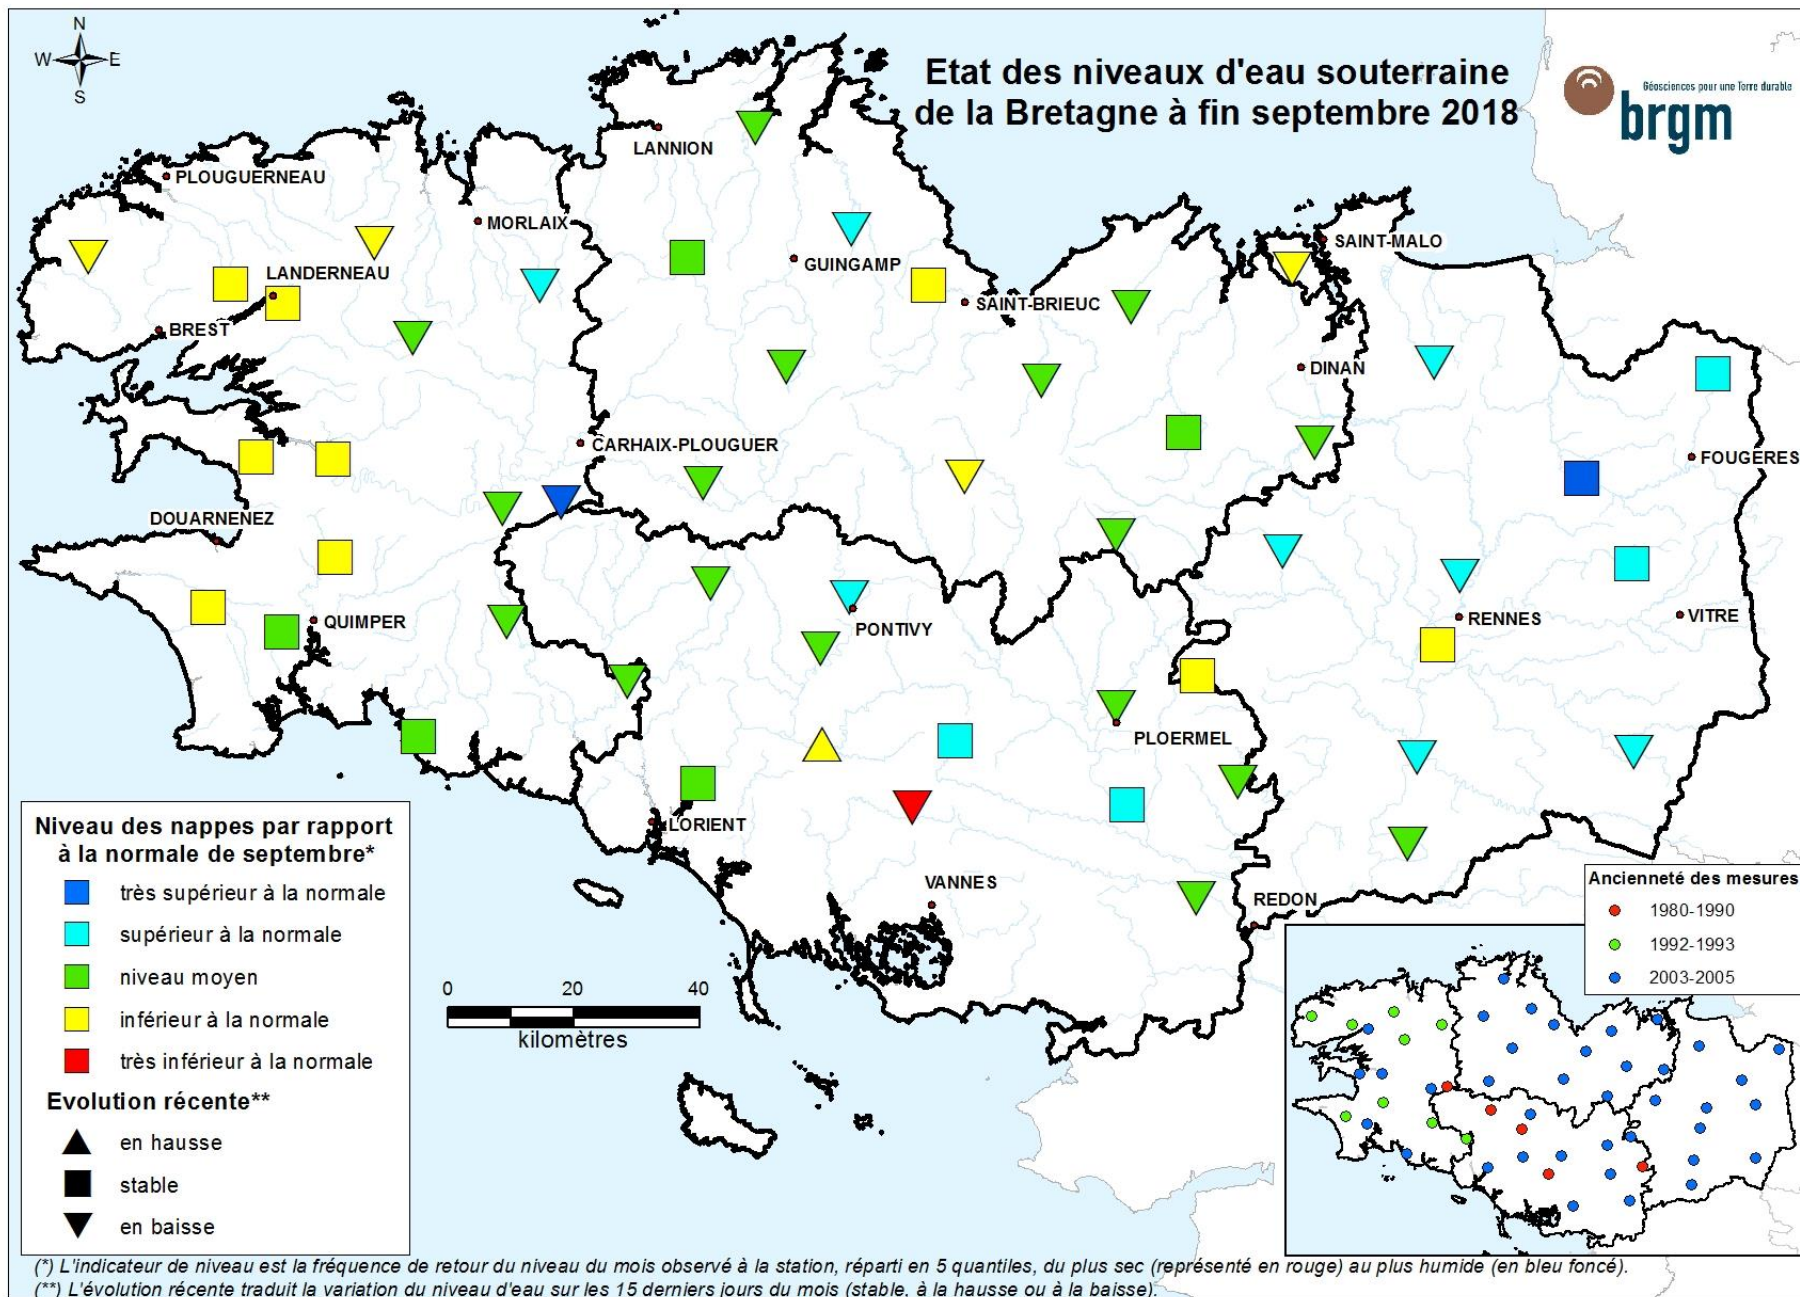 N
W E
S
Etat des niveaux d'eau souterraine
de la Bretagne à fin septembre 2018
Géosciences pour une Terre durable
brgm
LANNION
PLOUGUERNEAU
MORLAIX
SAINT-MALO
GUINGAMP
LANDERNEAU
SAINT-BRIEUC
BREST
DINAN
CARHAIX-PLOUGUER
FOUGERES
DOUARNENEZ
QUIMPER
PONTIVY
RENNES
VITRE
PLOERMEL
LORIENT
VANNES
REDON
Niveau des nappes par rapport
à la normale de septembre*
très supérieur à la normale
supérieur à la normale
niveau moyen
inférieur à la normale
très inférieur à la normale
Evolution récente**
en hausse
stable
en baisse
0 20 40
kilomètres
Ancienneté des mesures
1980-1990
1992-1993
2003-2005
(*) L'indicateur de niveau est la fréquence de retour du niveau du mois observé à la station, réparti en 5 quantiles, du plus sec (représenté en rouge) au plus humide (en bleu foncé).
(**) L'évolution récente traduit la variation du niveau d'eau sur les 15 derniers jours du mois (stable, à la hausse ou à la baisse).